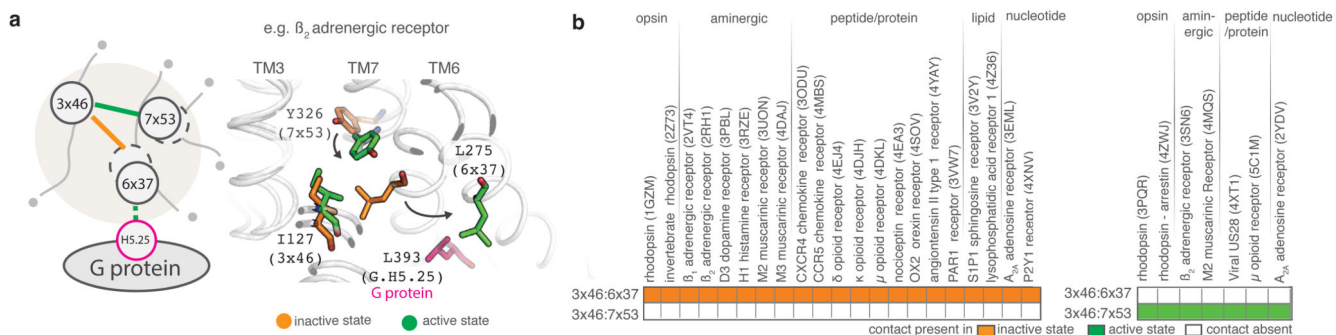 a
e.g. ß2 adrenergic receptor
TM3
TM7
TM6
3x46
7x53
6x37
H5.25
G protein
Y326
(7x53)
L275
(6x37)
I127
(3x46)
L393
(G.H5.25)
G protein
inactive state
active state
b
opsin
aminergic
peptide/protein
lipid
nucleotide
rhodopsin (1GZM)
invertebrate rhodopsin (2Z73)
ß1 adrenergic receptor (2VT4)
ß2 adrenergic receptor (2RH1)
D3 dopamine receptor (3PBL)
H1 histamine receptor (3RZE)
M2 muscarinic receptor (3UON)
M3 muscarinic receptor (4DAJ)
CXCR4 chemokine receptor (3ODU)
CCR5 chemokine receptor (4MBS)
δ opioid receptor (4EJ4)
κ opioid receptor (4DJH)
μ opioid receptor (4DKL)
nociceptin receptor (4EA3)
OX2 orexin receptor (4SOV)
angiontensin II type 1 receptor (4YAY)
PAR1 receptor (3VW7)
S1P1 sphingosine receptor (3V2Y)
lysophosphatidic acid receptor 1 (4Z36)
A2A adenosine receptor (3EML)
P2Y1 receptor (4XNV)
3x46:6x37
3x46:7x53
opsin
amin-
ergic
peptide
/protein
nucleotide
rhodopsin (3PQR)
rhodopsin - arrestin (4ZWJ)
ß2 adrenergic receptor (3SN6)
M2 muscarinic Receptor (4MQS)
Viral US28 (4XT1)
μ opioid receptor (5C1M)
A2A adenosine receptor (2YDV)
3x46:6x37
3x46:7x53
contact present in inactive state active state contact absent